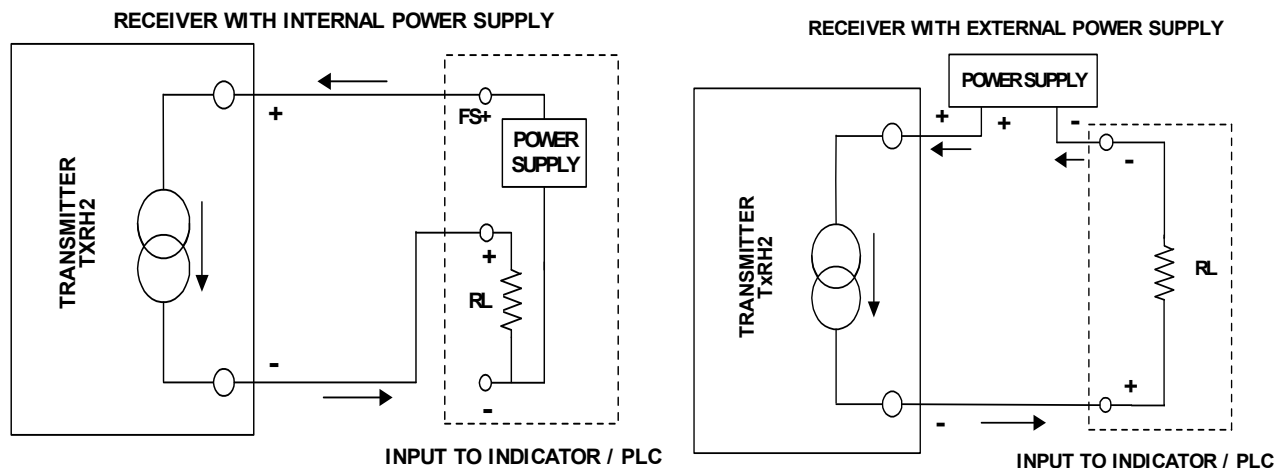 RECEIVER WITH INTERNAL POWER SUPPLY
+
FS+
POWER
SUPPLY
TRANSMITTER
TXRH2
+
RL
-
-
INPUT TO INDICATOR / PLC
RECEIVER WITH EXTERNAL POWER SUPPLY
POWER SUPPLY
+
+
-
-
TRANSMITTER
TxRH2
RL
+
-
INPUT TO INDICATOR / PLC